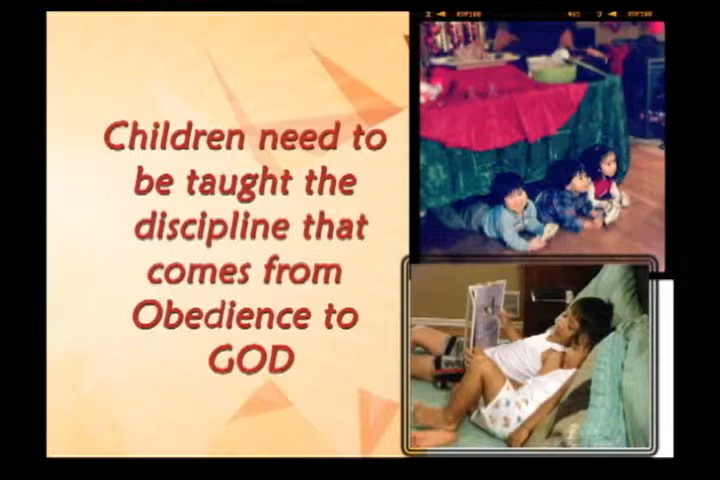 Children need to
be taught the
discipline that
comes from
Obedience to
GOD